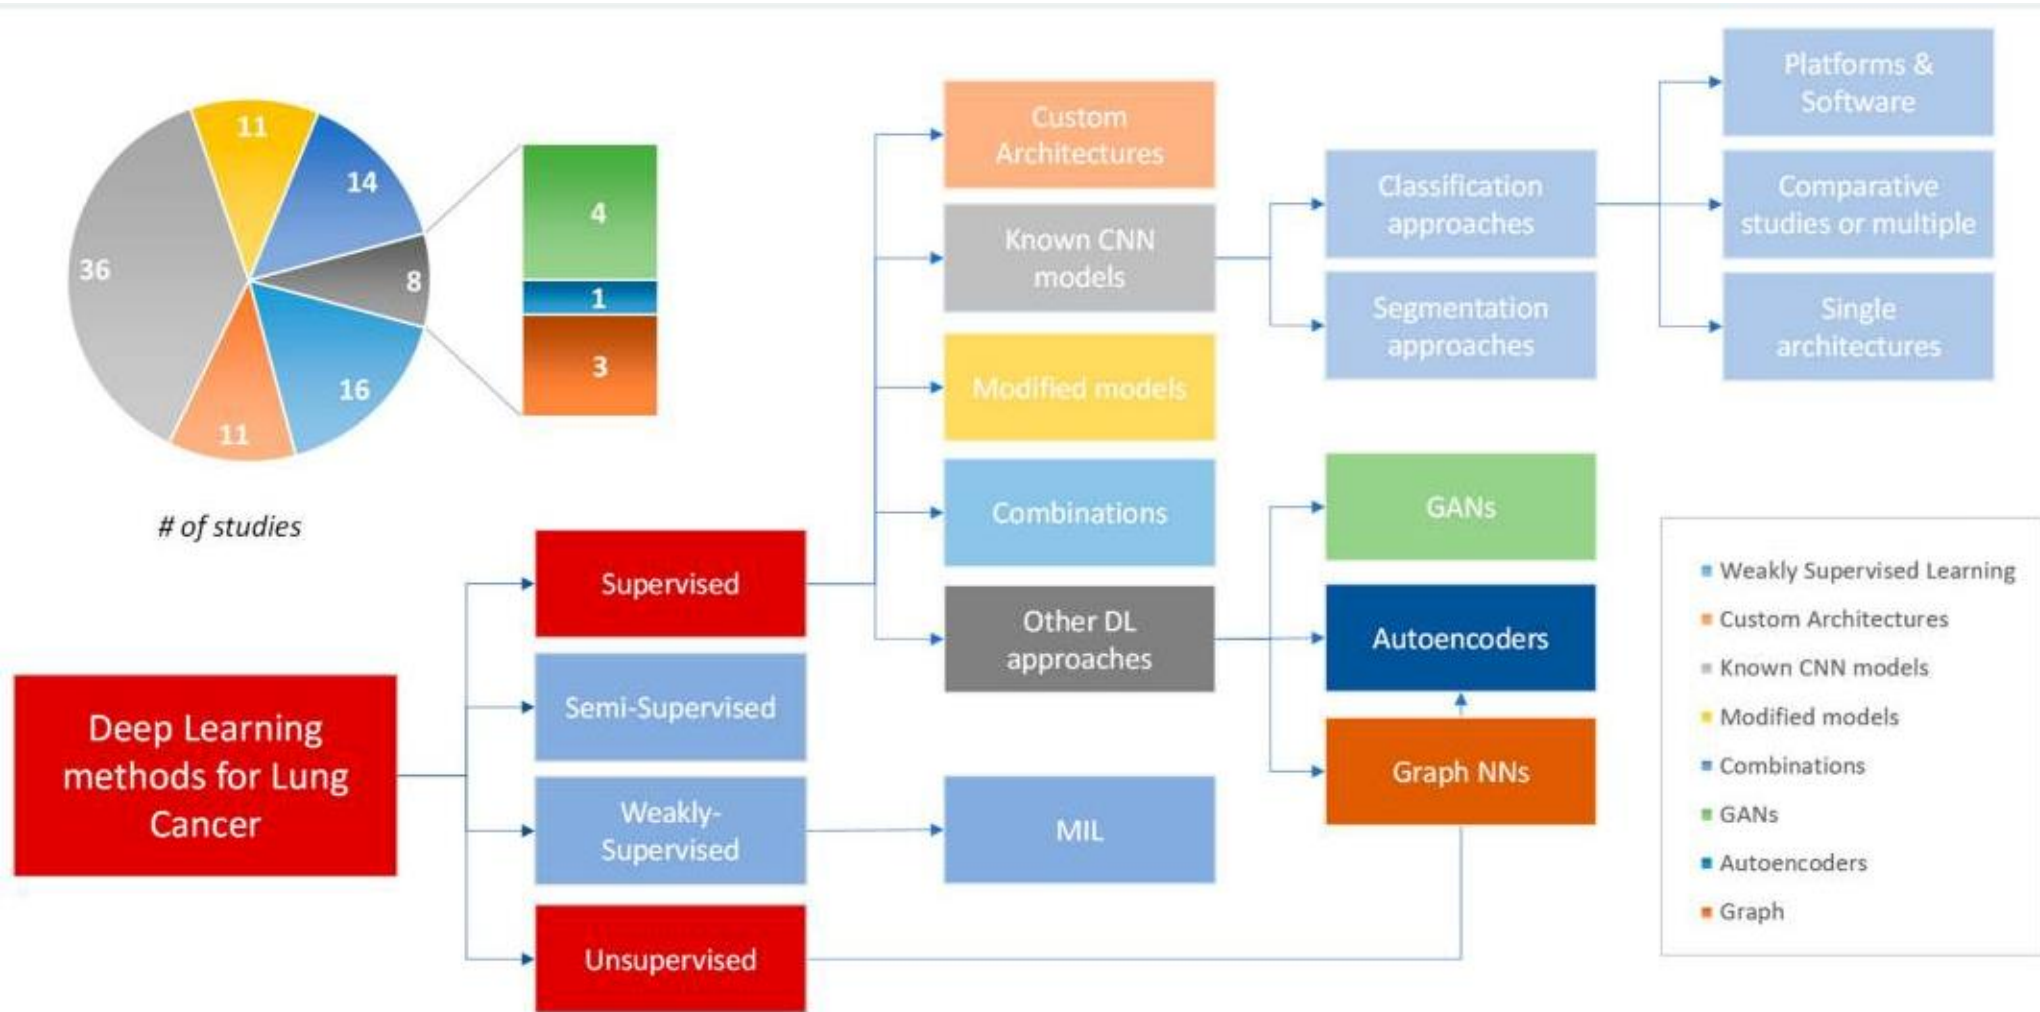 11
14
36
8
16
11
4
1
3
# of studies
Deep Learning
methods for Lung
Cancer
Supervised
Semi-Supervised
Weakly-
Supervised
Unsupervised
Custom
Architectures
Known CNN
models
Modified models
Combinations
Other DL
approaches
MIL
Classification
approaches
Segmentation
approaches
GANs
Autoencoders
Graph NNs
Platforms &
Software
Comparative
studies or multiple
Single
architectures
Weakly Supervised Learning
Custom Architectures
Known CNN models
Modified models
Combinations
GANs
Autoencoders
Graph